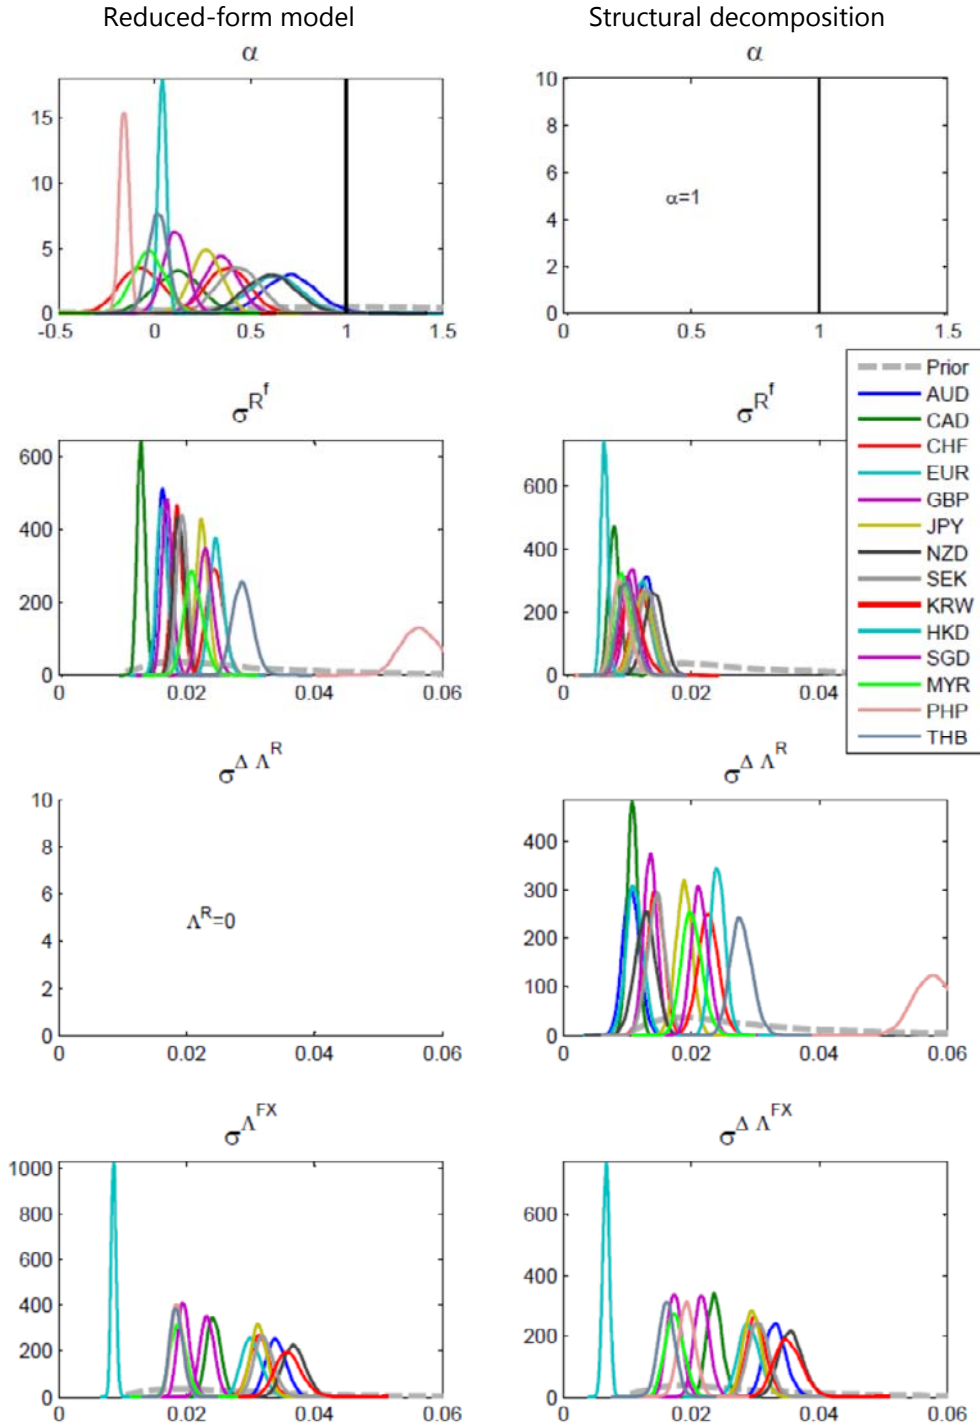 Reduced-form model Structural decomposition
α α
15
10
5
0
-0.5 0 0.5 1 1.5
10
8
6
4
2
0
α=1
0 0.5 1 1.5
σ^R^f σ^R^f
600
400
200
0
0 0.02 0.04 0.06
600
400
200
0
0 0.02 0.04 0.06
Prior
AUD
CAD
CHF
EUR
GBP
JPY
NZD
SEK
KRW
HKD
SGD
MYR
PHP
THB
σ^Δ Λ^R σ^Δ Λ^R
10
8
6
4
2
0
Λ^R=0
0 0.02 0.04 0.06
400
300
200
100
0
0 0.02 0.04 0.06
σ^Λ^FX σ^Δ Λ^FX
1000
800
600
400
200
0
0 0.02 0.04 0.06
600
400
200
0
0 0.02 0.04 0.06